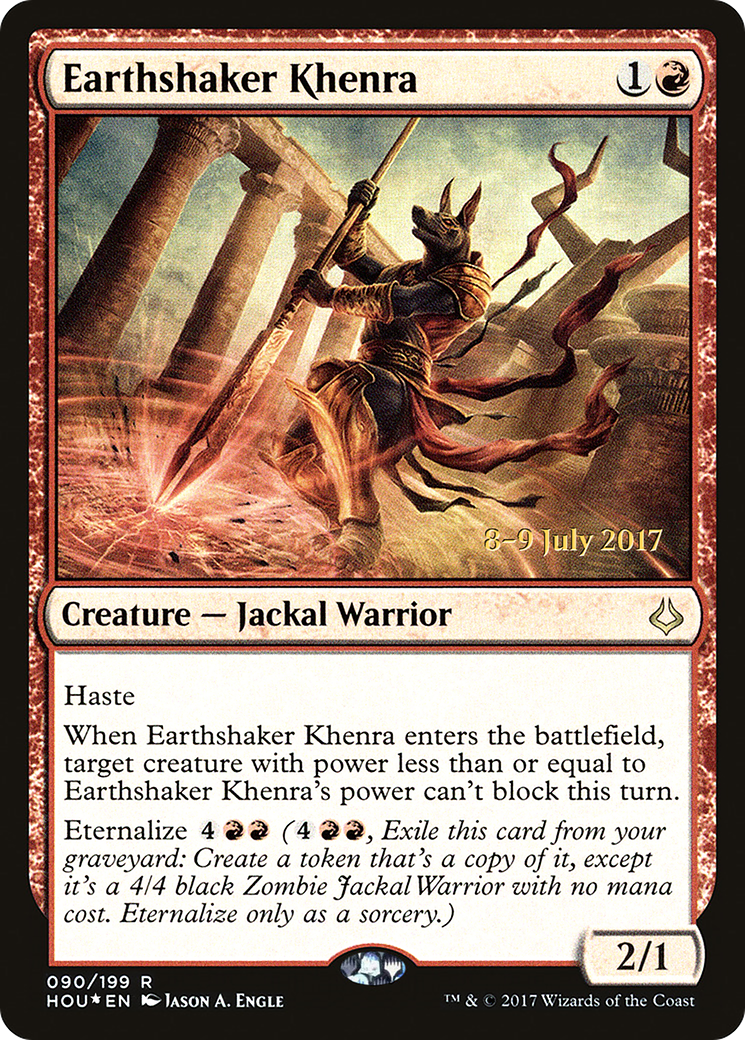 Earthshaker Khenra 1
8–9 July 2017
Creature — Jackal Warrior
Haste
When Earthshaker Khenra enters the battlefield,
target creature with power less than or equal to
Earthshaker Khenra's power can't block this turn.
Eternalize 4 (4, Exile this card from your
graveyard: Create a token that's a copy of it, except
it's a 4/4 black Zombie Jackal Warrior with no mana
cost. Eternalize only as a sorcery.)
2/1
090/199 R
HOU★EN Jason A. Engle
™ & © 2017 Wizards of the Coast